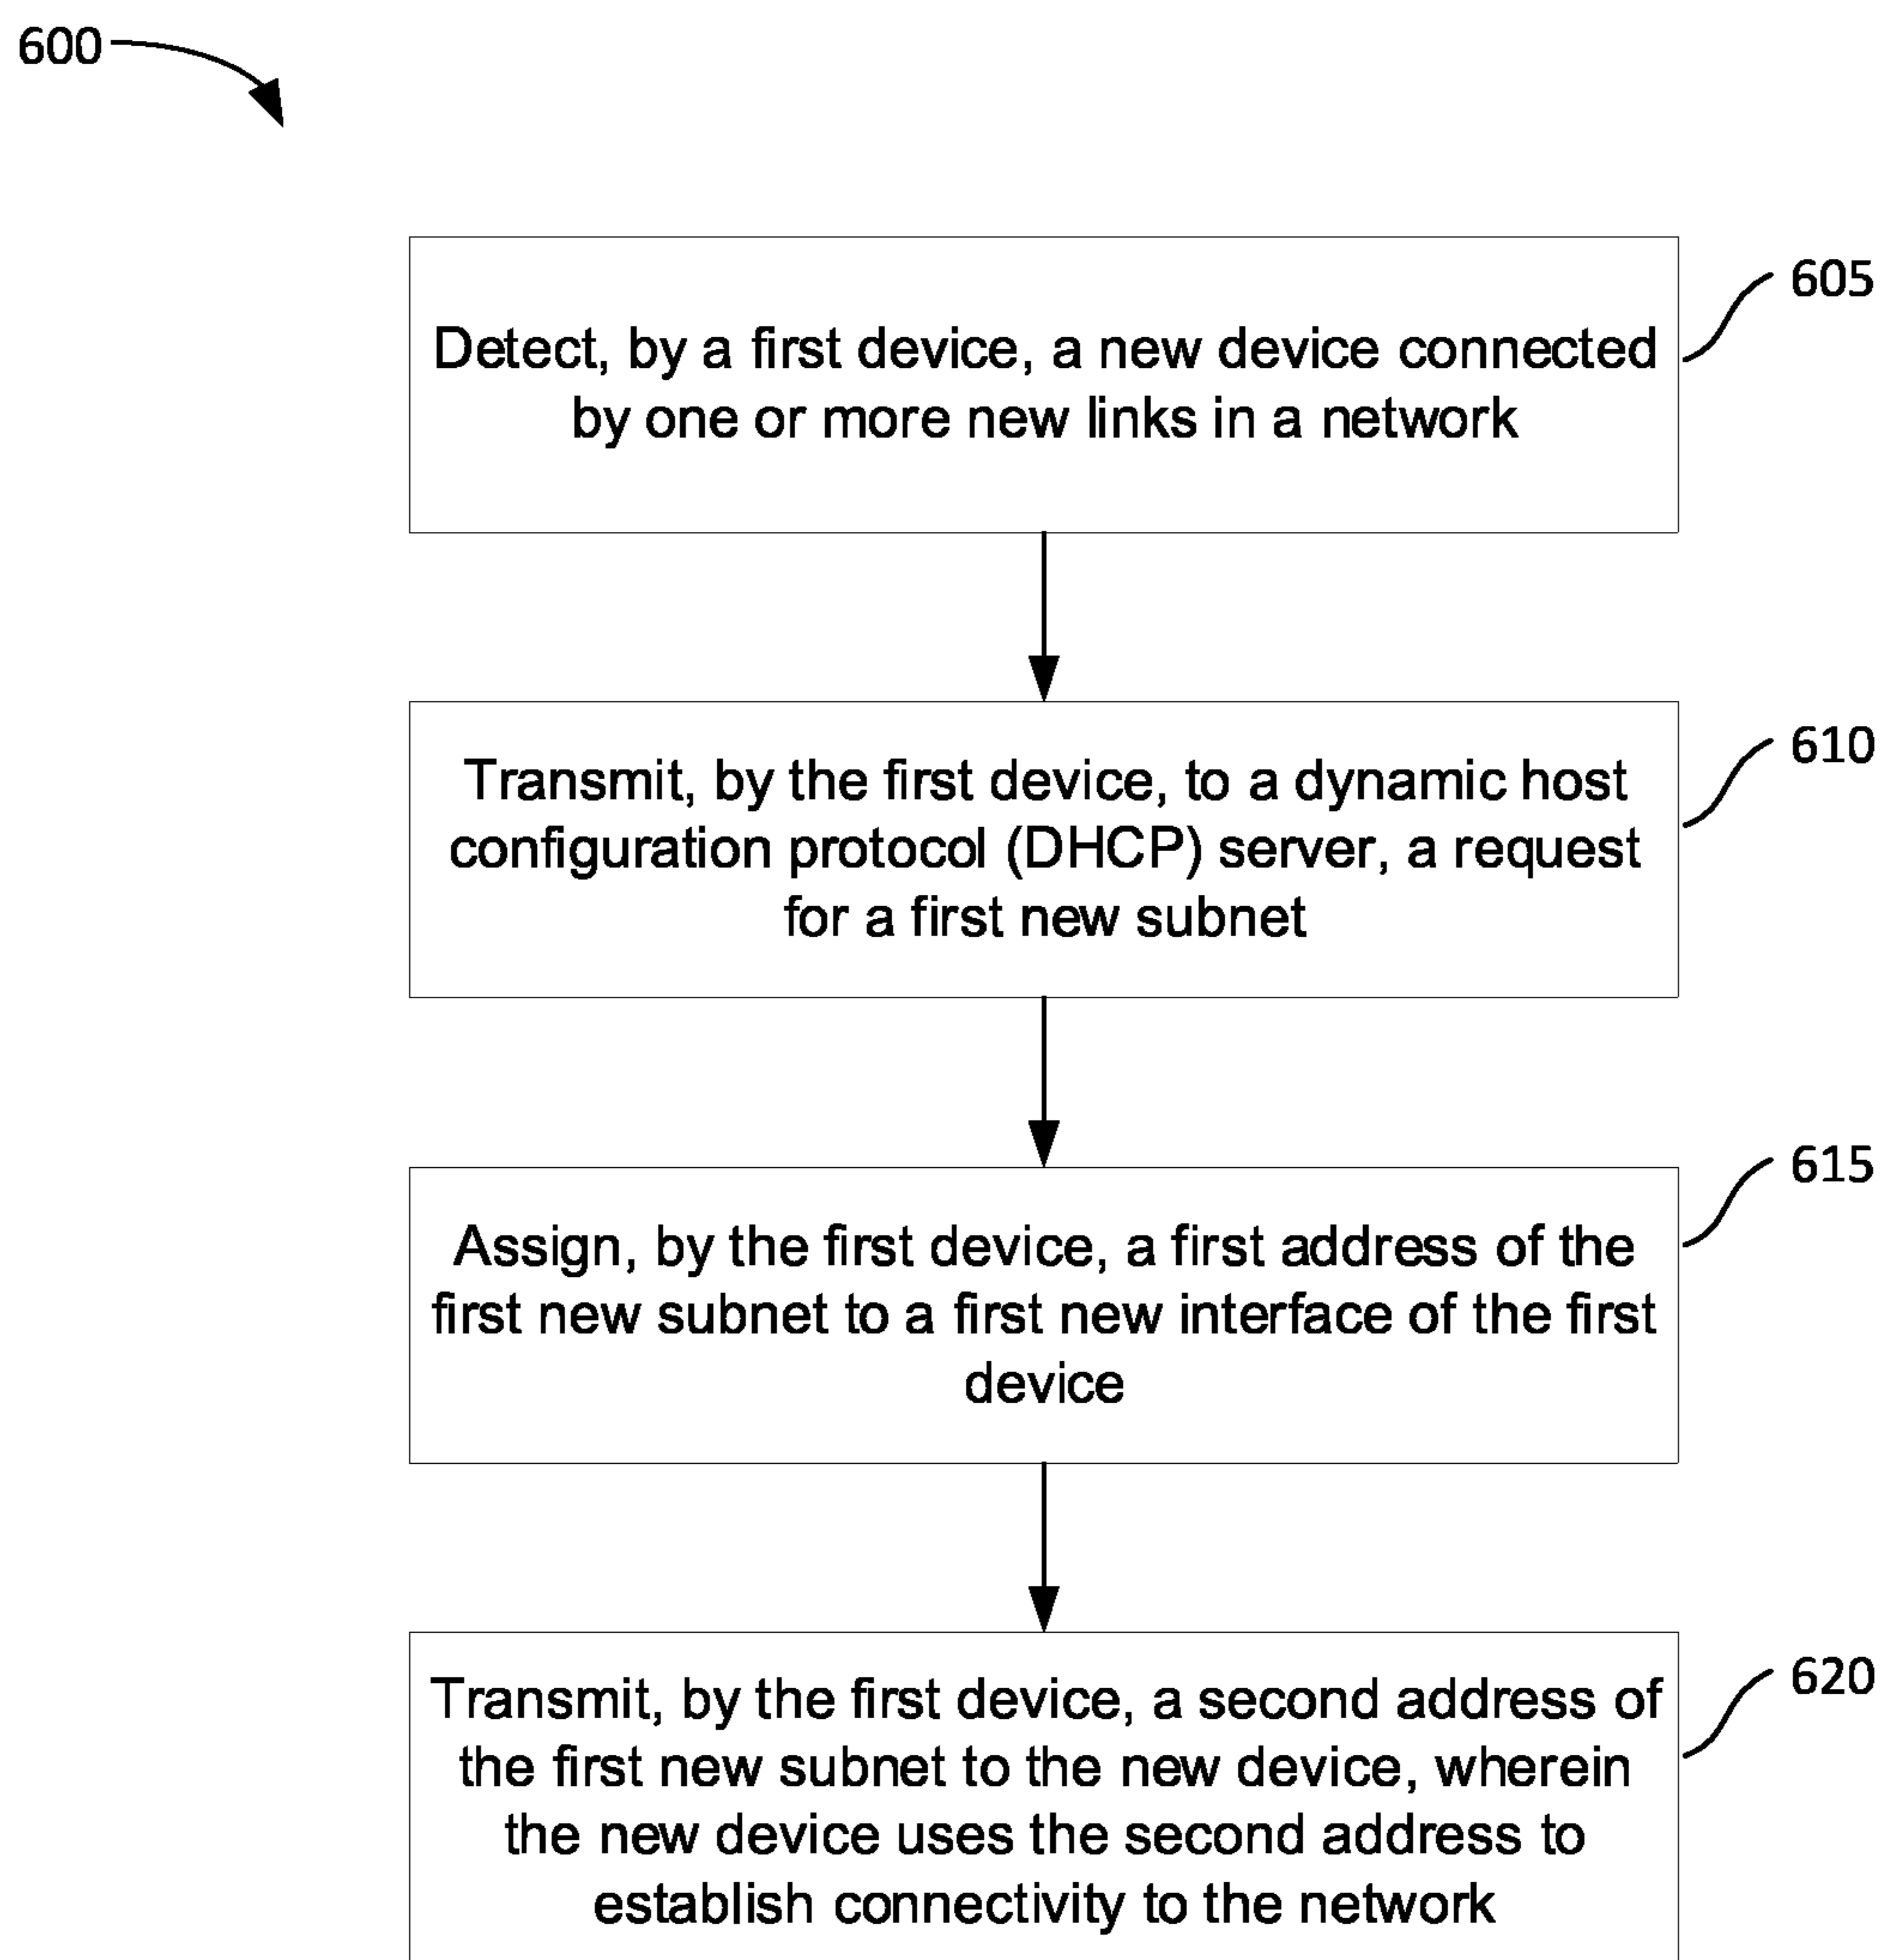 600
605
Detect, by a first device, a new device connected
by one or more new links in a network
610
Transmit, by the first device, to a dynamic host
configuration protocol (DHCP) server, a request
for a first new subnet
615
Assign, by the first device, a first address of the
first new subnet to a first new interface of the first
device
620
Transmit, by the first device, a second address of
the first new subnet to the new device, wherein
the new device uses the second address to
establish connectivity to the network